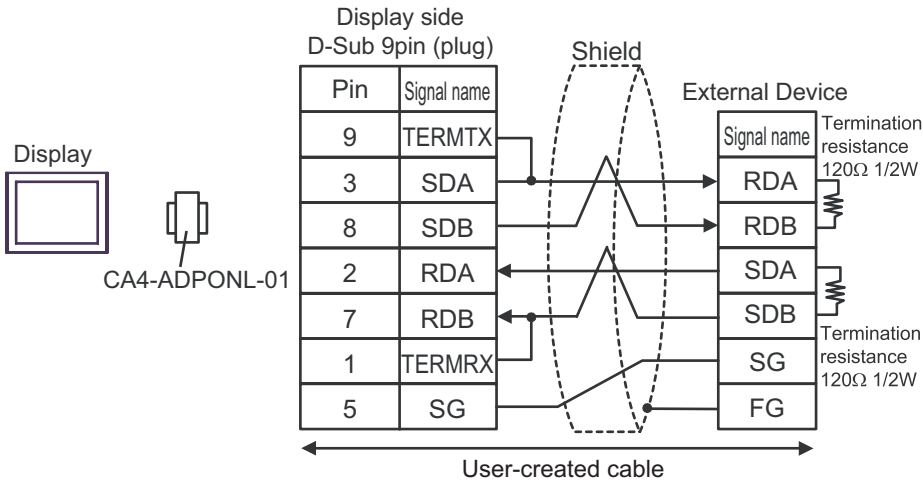 Display side
D-Sub 9pin (plug)
Shield
External Device
Pin Signal name
9 TERMTX
3 SDA
8 SDB
2 RDA
7 RDB
1 TERMRX
5 SG
Signal name
RDA
RDB
SDA
SDB
SG
FG
Termination
resistance
120Ω 1/2W
Termination
resistance
120Ω 1/2W
Display
CA4-ADPONL-01
User-created cable